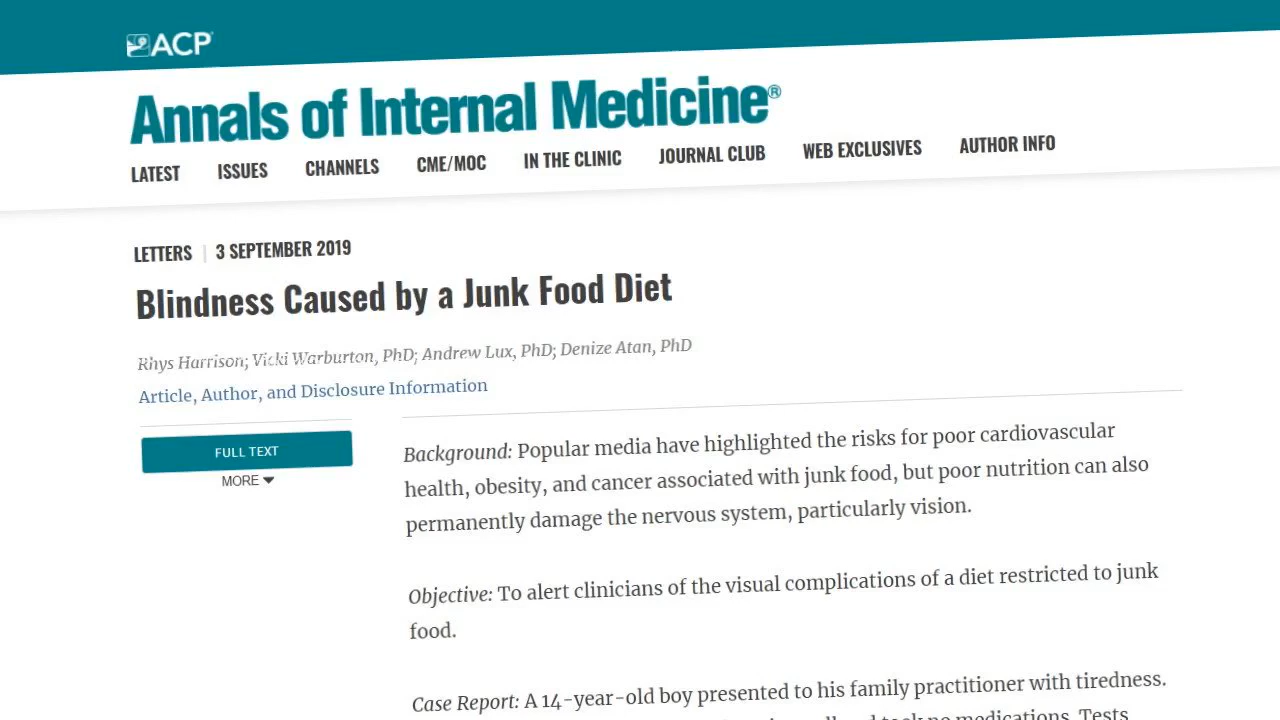 ACP
Annals of Internal Medicine®
LATEST ISSUES CHANNELS CME/MOC IN THE CLINIC JOURNAL CLUB WEB EXCLUSIVES AUTHOR INFO
LETTERS | 3 SEPTEMBER 2019
Blindness Caused by a Junk Food Diet
Rhys Harrison; Vicki Warburton, PhD; Andrew Lux, PhD; Denize Atan, PhD
Article, Author, and Disclosure Information
FULL TEXT
MORE
Background: Popular media have highlighted the risks for poor cardiovascular
health, obesity, and cancer associated with junk food, but poor nutrition can also
permanently damage the nervous system, particularly vision.
Objective: To alert clinicians of the visual complications of a diet restricted to junk
food.
Case Report: A 14-year-old boy presented to his family practitioner with tiredness.
took no medications. Tests